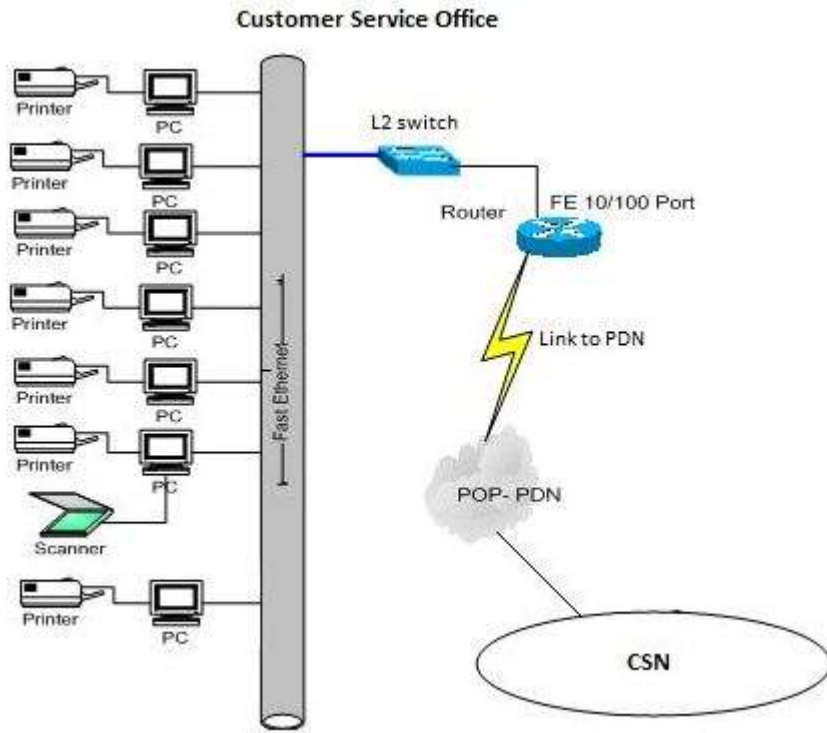 Customer Service Office
Printer
PC
L2 switch
Printer
PC
Router
FE 10/100 Port
Printer
PC
Printer
PC
Link to PDN
Fast Ethernet
Printer
PC
Printer
PC
POP- PDN
Scanner
Printer
PC
CSN